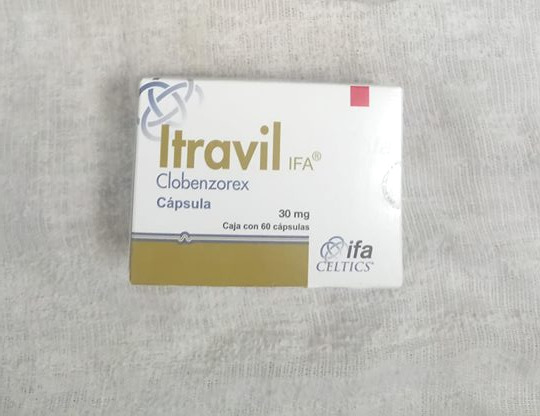 Itravil IFA®
Clobenzorex
Cápsula
30 mg
Caja con 60 cápsulas
ifa
CELTICS